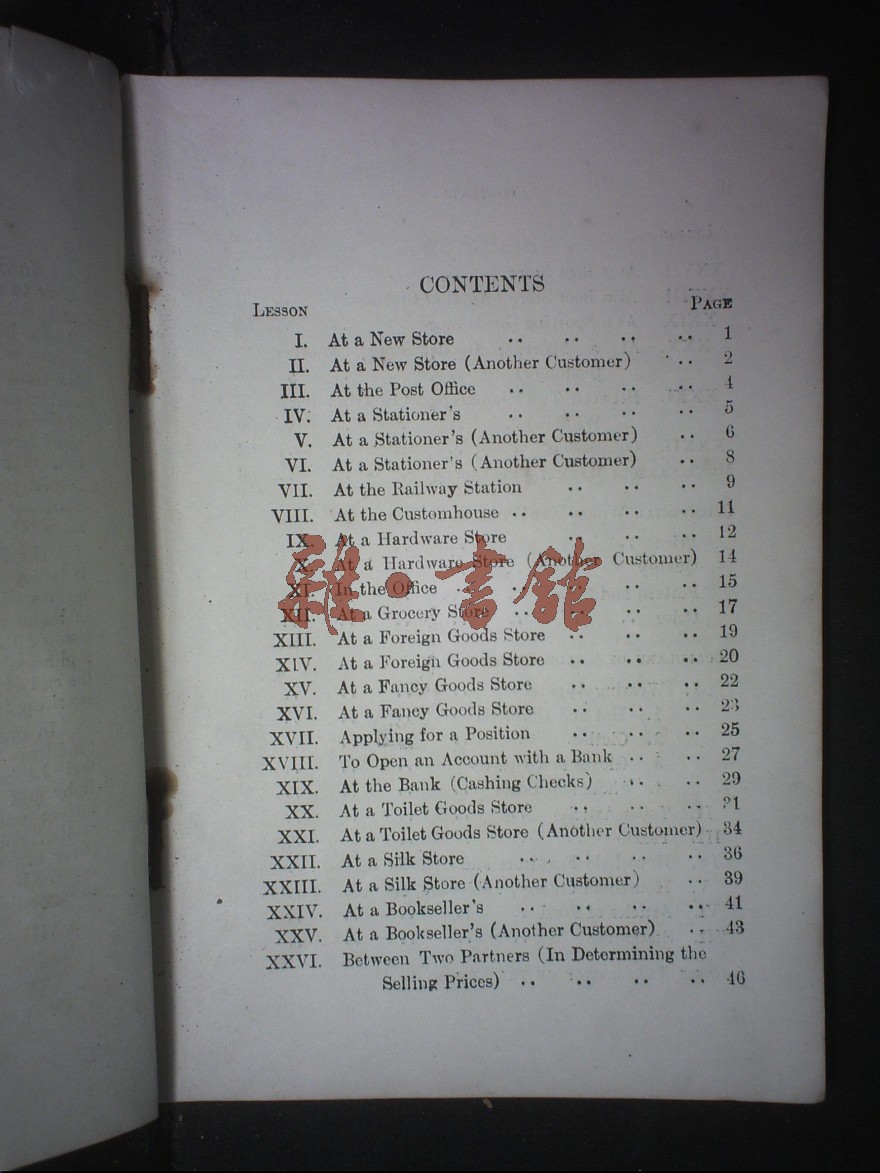 CONTENTS
LESSON PAGE
I. At a New Store .. .. .. .. 1
II. At a New Store (Another Customer) .. 2
III. At the Post Office .. .. .. .. 4
IV. At a Stationer's .. .. .. .. 5
V. At a Stationer's (Another Customer) .. 6
VI. At a Stationer's (Another Customer) .. 8
VII. At the Railway Station .. .. .. 9
VIII. At the Customhouse .. .. .. .. 11
IX. At a Hardware Store .. .. .. 12
X. At a Hardware Store (Another Customer) 14
XI. In the Office .. .. .. .. .. 15
XII. At a Grocery Store .. .. .. .. 17
雜·書館
XIII. At a Foreign Goods Store .. .. .. 19
XIV. At a Foreign Goods Store .. .. .. 20
XV. At a Fancy Goods Store .. .. .. 22
XVI. At a Fancy Goods Store .. .. .. 23
XVII. Applying for a Position .. .. .. 25
XVIII. To Open an Account with a Bank .. .. 27
XIX. At the Bank (Cashing Checks) .. .. 29
XX. At a Toilet Goods Store .. .. .. 31
XXI. At a Toilet Goods Store (Another Customer) 34
XXII. At a Silk Store .. .. .. .. 36
XXIII. At a Silk Store (Another Customer) .. 39
XXIV. At a Bookseller's .. .. .. .. 41
XXV. At a Bookseller's (Another Customer) .. 43
XXVI. Between Two Partners (In Determining the
Selling Prices) .. .. .. .. 46